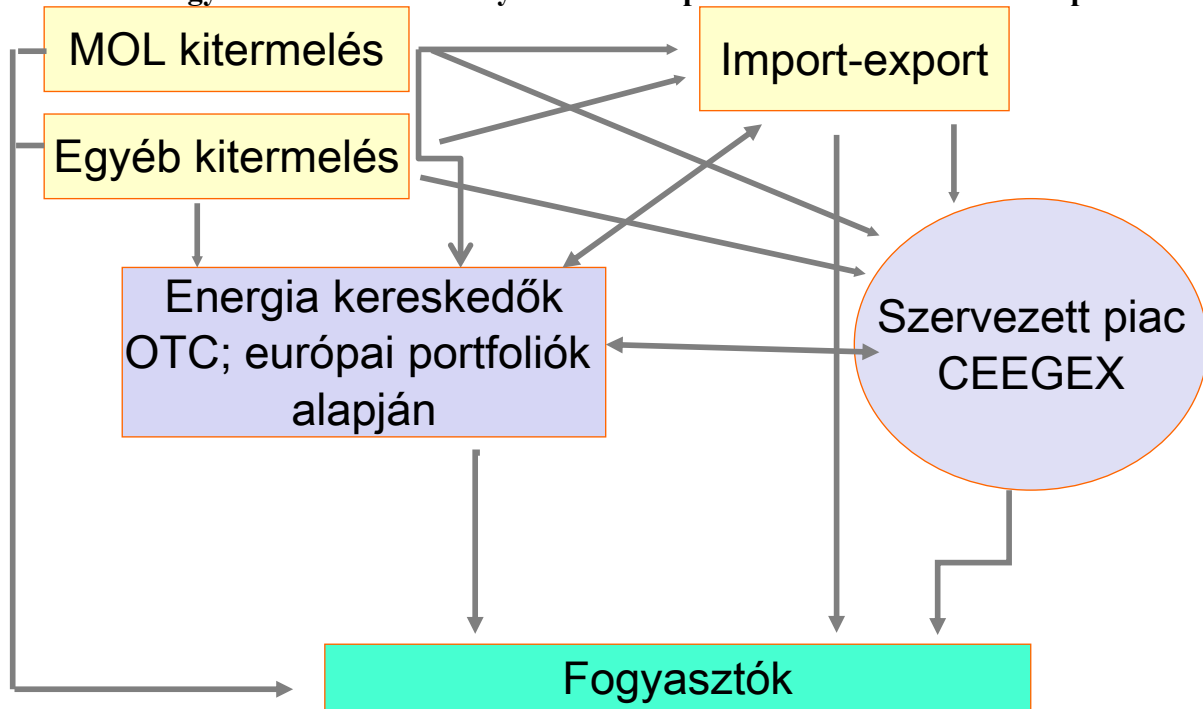 MOL kitermelés
Import-export
Egyéb kitermelés
Energia kereskedők
OTC; európai portfoliók
alapján
Szervezett piac
CEEGEX
Fogyasztók